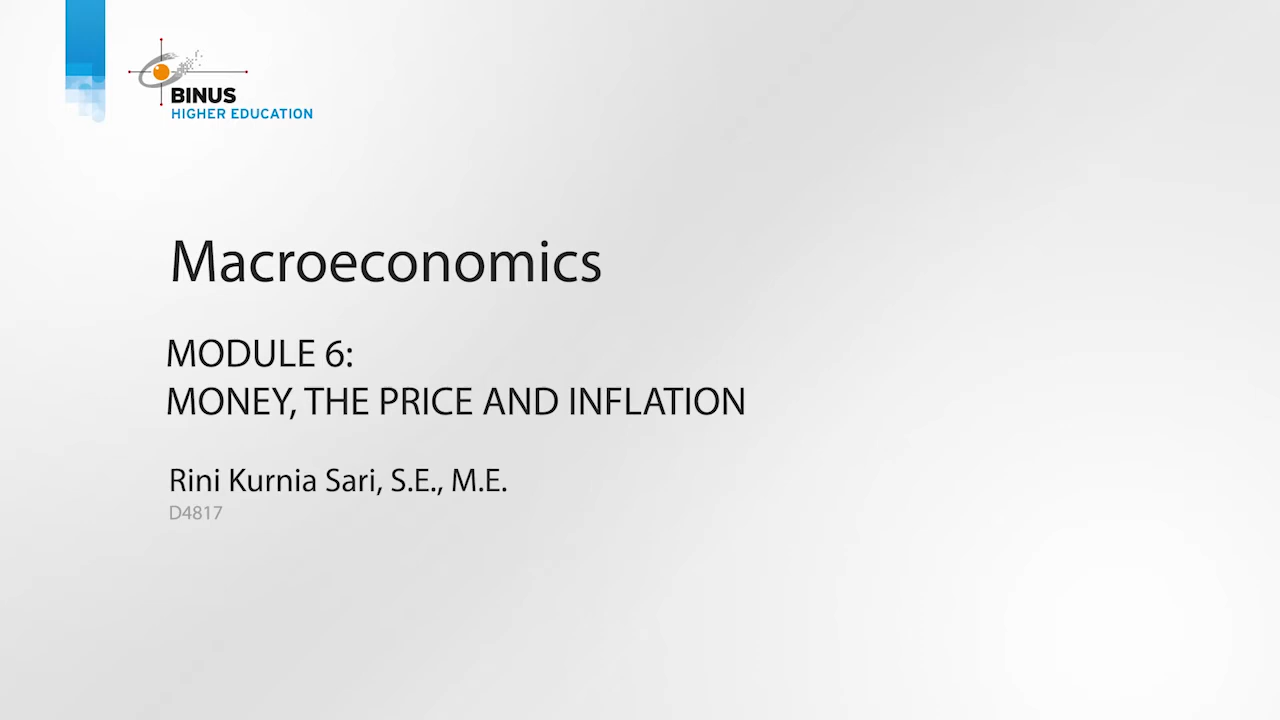 BINUS
HIGHER EDUCATION
Macroeconomics
MODULE 6:
MONEY, THE PRICE AND INFLATION
Rini Kurnia Sari, S.E., M.E.
D4817